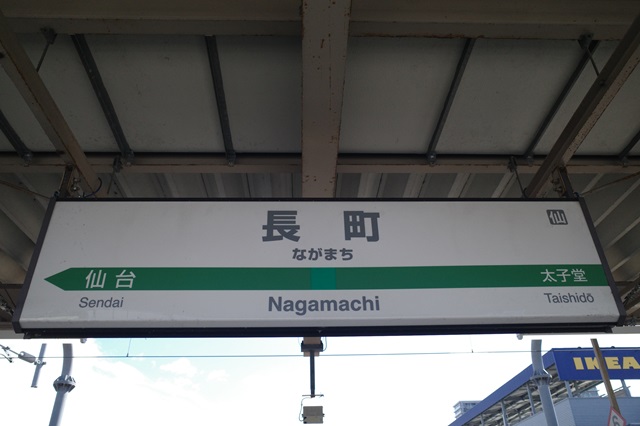 長町
仙
ながまち
仙台
太子堂
Sendai
Nagamachi
Taishidō
IKEA